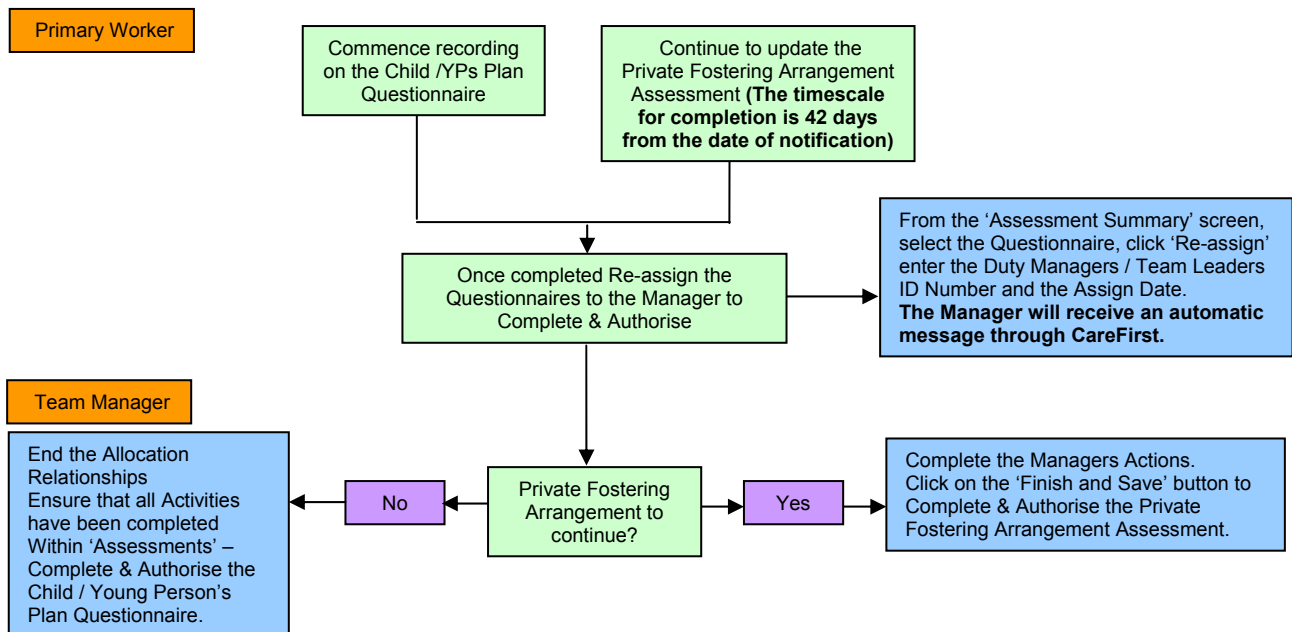 Primary Worker
Commence recording
on the Child /YPs Plan
Questionnaire
Continue to update the
Private Fostering Arrangement
Assessment (The timescale
for completion is 42 days
from the date of notification)
Once completed Re-assign the
Questionnaires to the Manager to
Complete & Authorise
From the ‘Assessment Summary’ screen,
select the Questionnaire, click ‘Re-assign’
enter the Duty Managers / Team Leaders
ID Number and the Assign Date.
The Manager will receive an automatic
message through CareFirst.
Team Manager
End the Allocation
Relationships
Ensure that all Activities
have been completed
Within ‘Assessments’ –
Complete & Authorise the
Child / Young Person’s
Plan Questionnaire.
No
Private Fostering
Arrangement to
continue?
Yes
Complete the Managers Actions.
Click on the ‘Finish and Save’ button to
Complete & Authorise the Private
Fostering Arrangement Assessment.